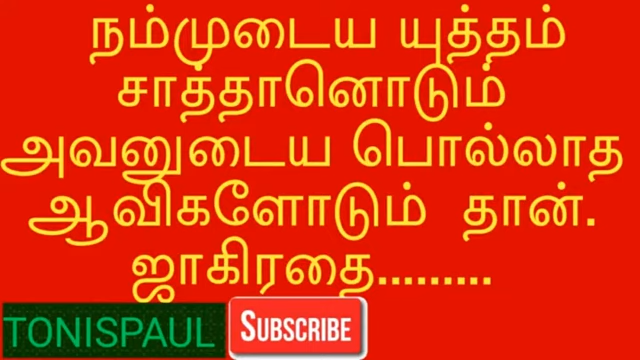 நம்முடைய யுத்தம்
சாத்தானொடும்
அவனுடைய பொல்லாத
ஆவிகளோடும் தான்.
ஜாகிரதை.........
TONISPAUL SUBSCRIBE